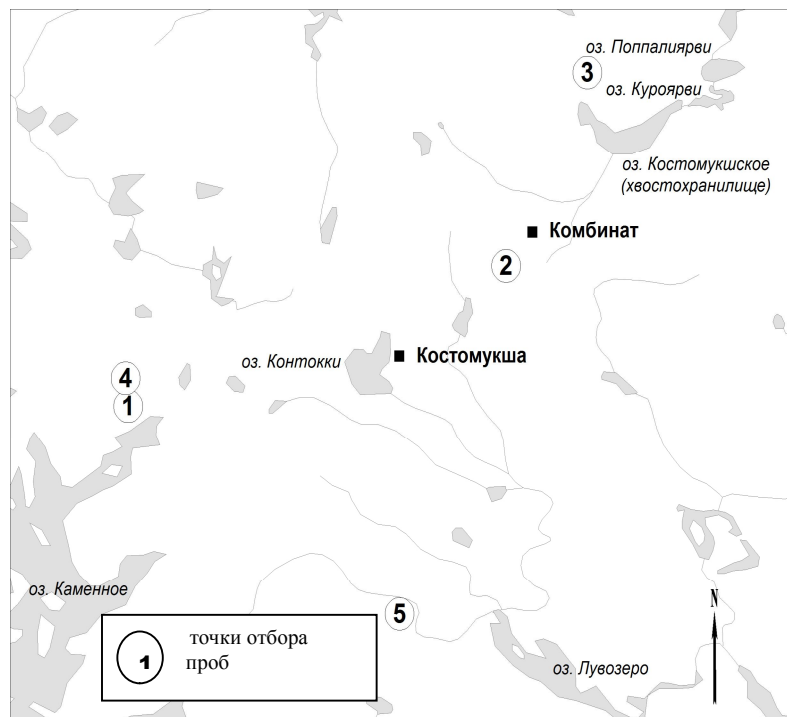 оз. Поппалиярви
3
оз. Куроярви
оз. Костомукшское
(хвостохранилище)
Комбинат
2
оз. Контокки
Костомукша
4
1
оз. Каменное
5
N
1
точки отбора
проб
оз. Лувозеро